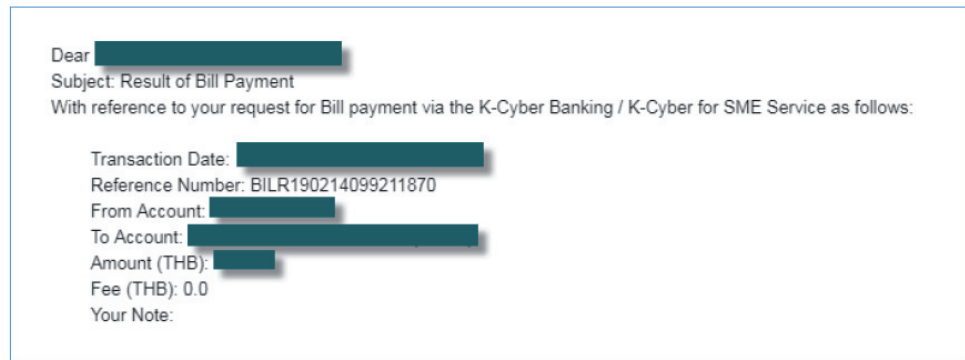 Dear
Subject: Result of Bill Payment
With reference to your request for Bill payment via the K-Cyber Banking / K-Cyber for SME Service as follows:
Transaction Date:
Reference Number: BILR190214099211870
From Account:
To Account:
Amount (THB):
Fee (THB): 0.0
Your Note: